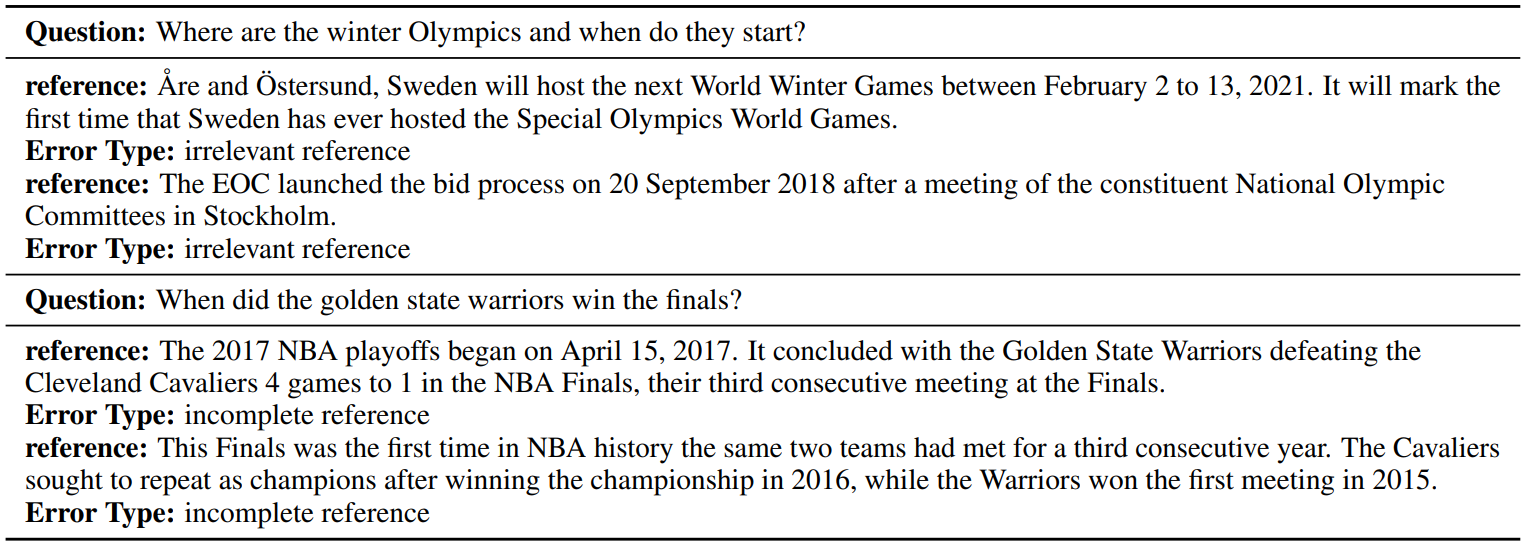 Question: Where are the winter Olympics and when do they start?
reference: Åre and Östersund, Sweden will host the next World Winter Games between February 2 to 13, 2021. It will mark the
first time that Sweden has ever hosted the Special Olympics World Games.
Error Type: irrelevant reference
reference: The EOC launched the bid process on 20 September 2018 after a meeting of the constituent National Olympic
Committees in Stockholm.
Error Type: irrelevant reference
Question: When did the golden state warriors win the finals?
reference: The 2017 NBA playoffs began on April 15, 2017. It concluded with the Golden State Warriors defeating the
Cleveland Cavaliers 4 games to 1 in the NBA Finals, their third consecutive meeting at the Finals.
Error Type: incomplete reference
reference: This Finals was the first time in NBA history the same two teams had met for a third consecutive year. The Cavaliers
sought to repeat as champions after winning the championship in 2016, while the Warriors won the first meeting in 2015.
Error Type: incomplete reference